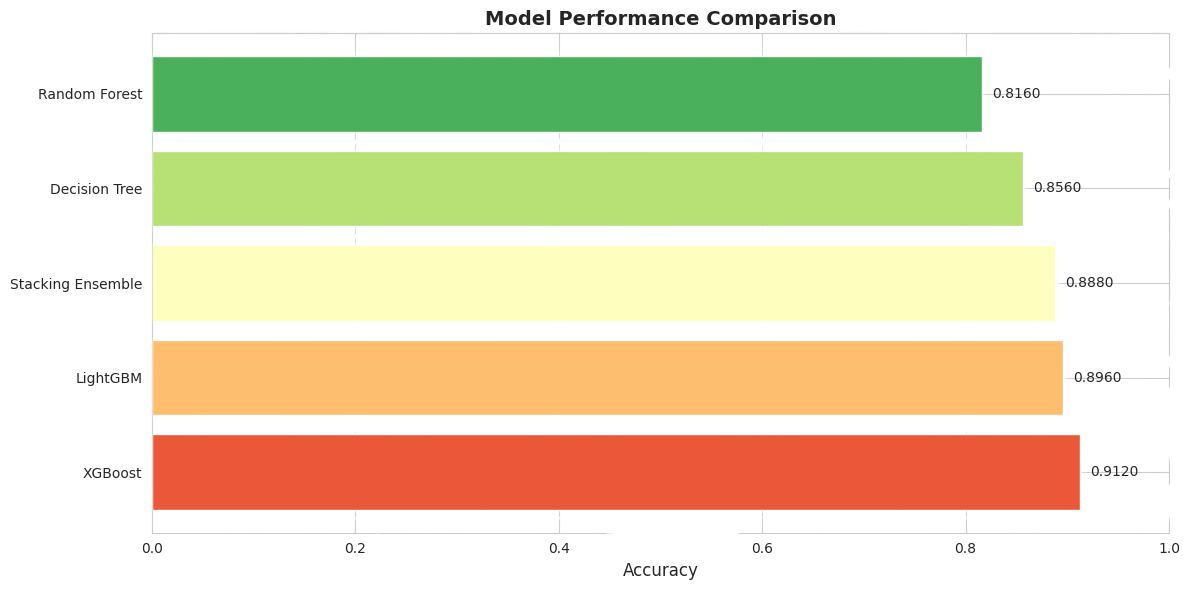 Model Performance Comparison
Random Forest
0.8160
Decision Tree
0.8560
Stacking Ensemble
0.8880
LightGBM
0.8960
XGBoost
0.9120
0.0 0.2 0.4 0.6 0.8 1.0
Accuracy